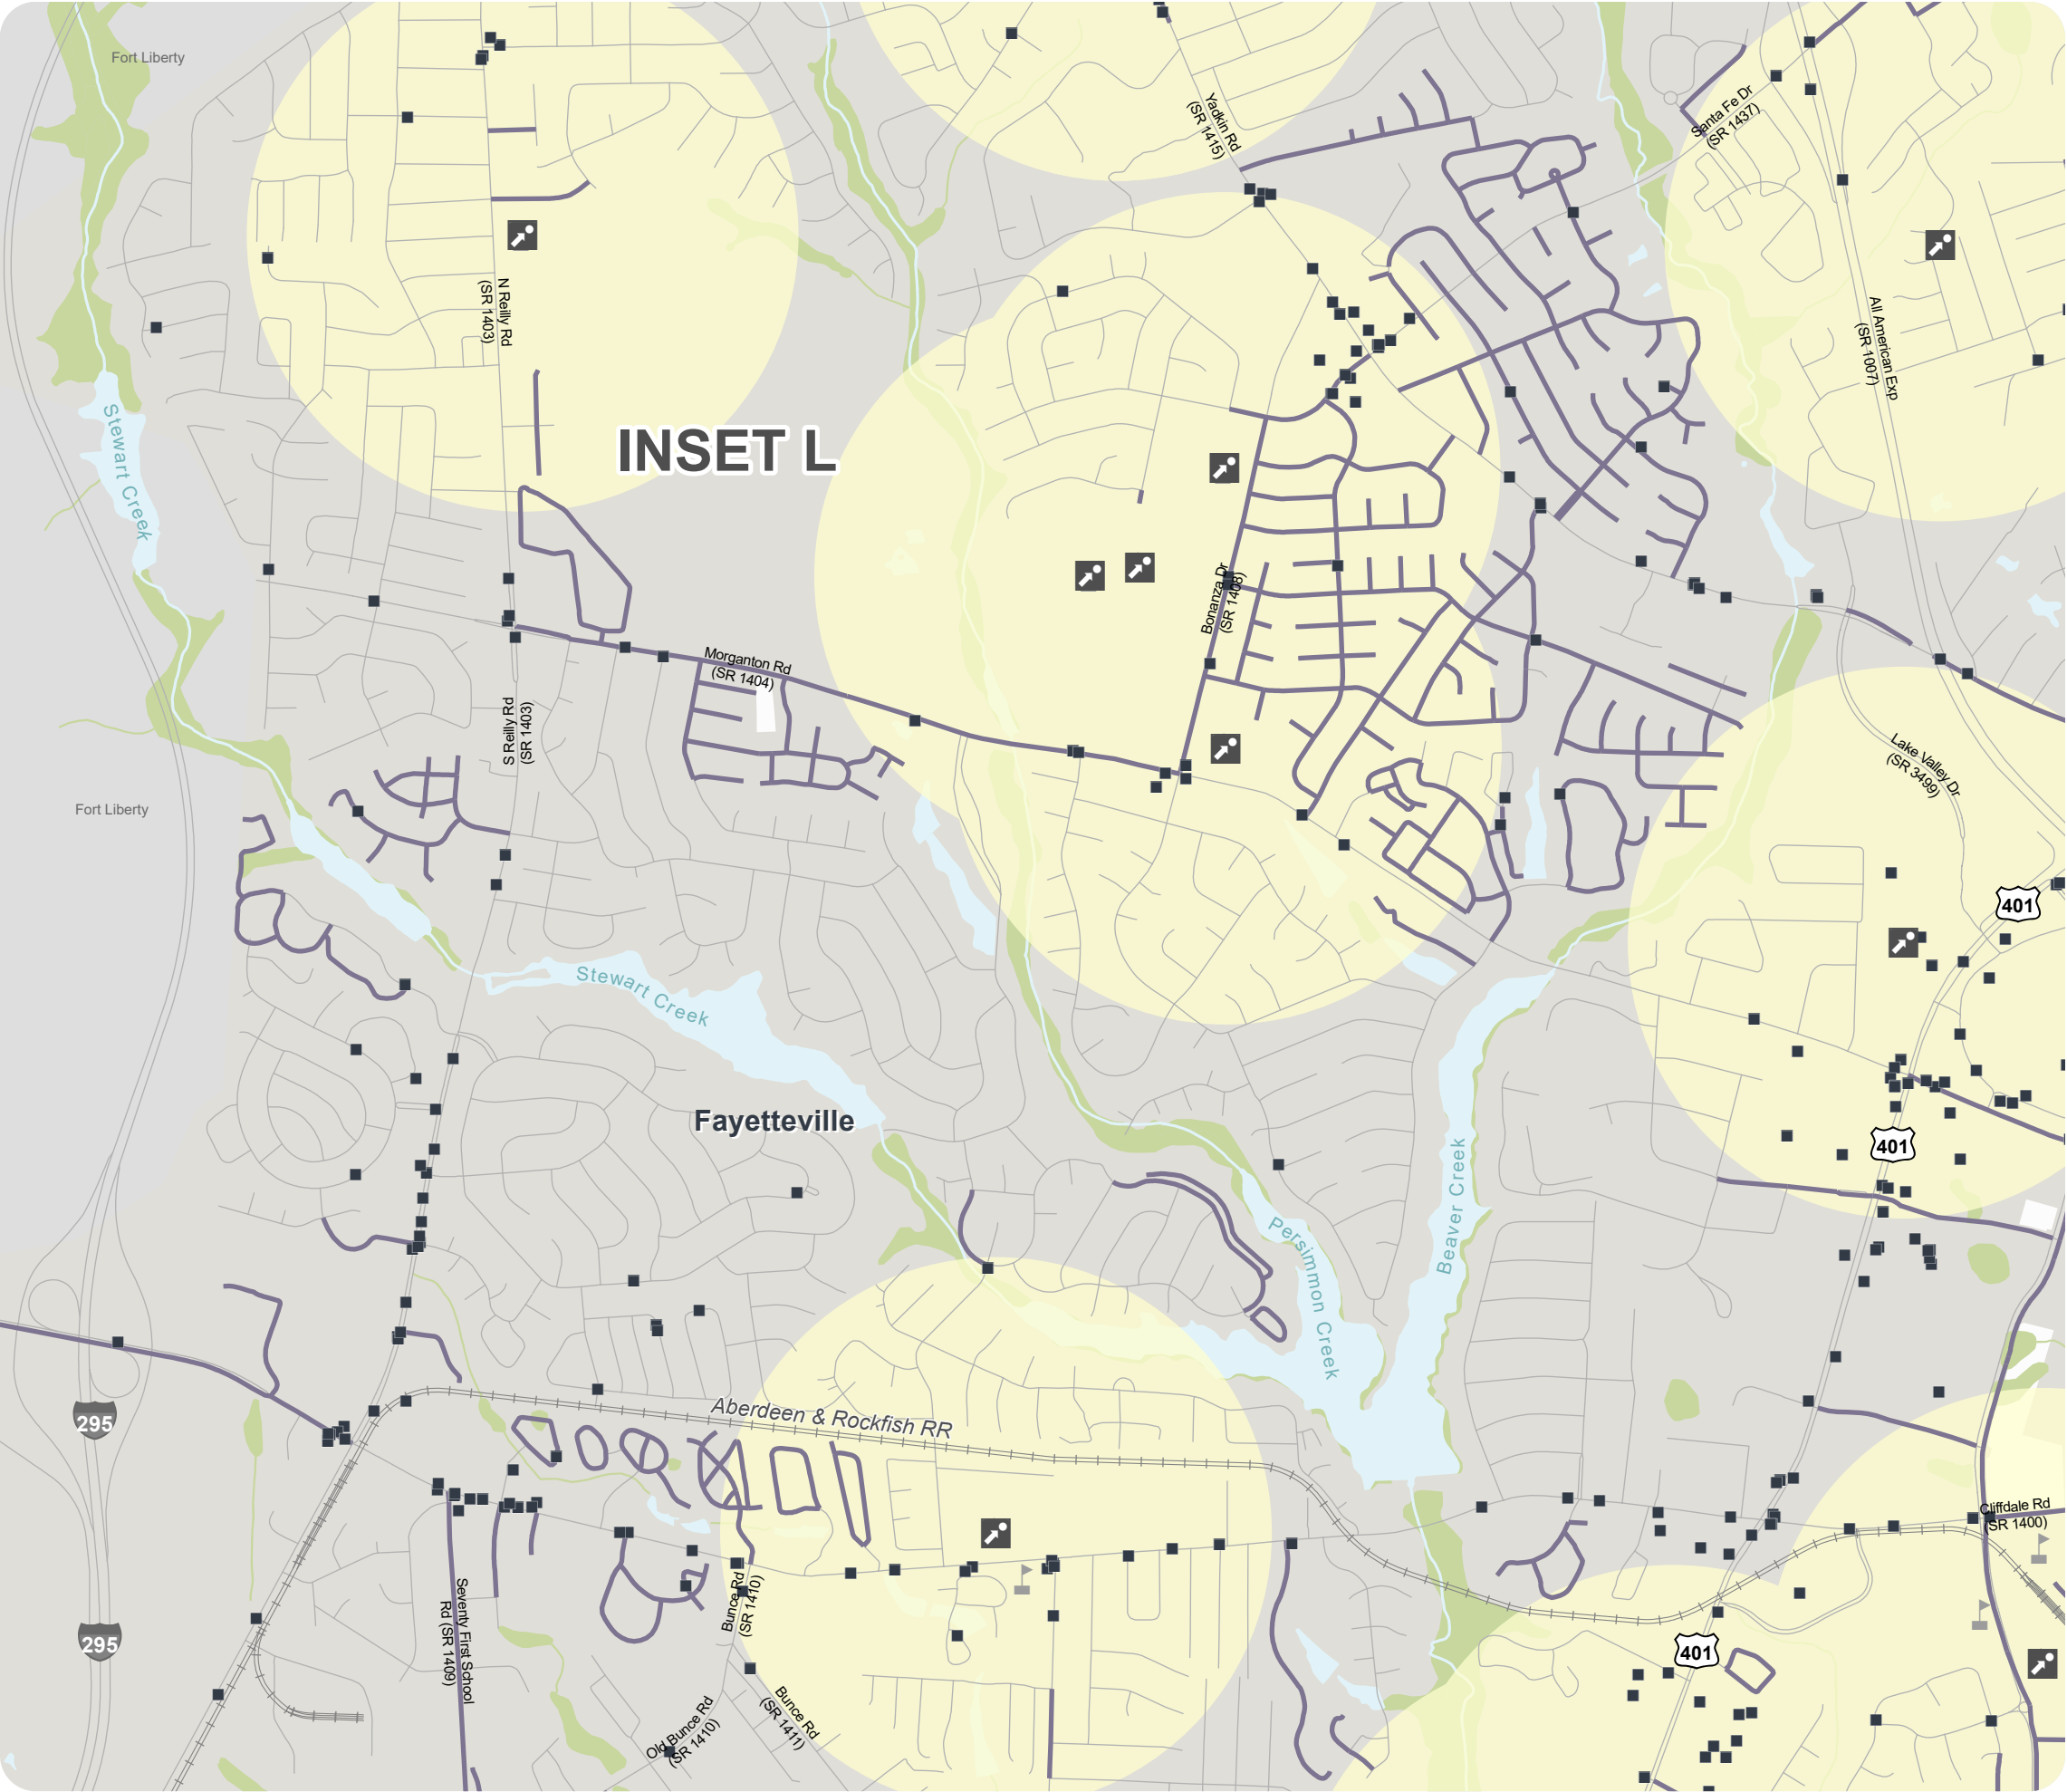 Fort Liberty
Yadkin Rd
(SR 1415)
Santa Fe Dr
(SR 1437)
N Reilly Rd
(SR 1403)
All American Exp
(SR 1007)
Stewart Creek
INSET L
Bonanza Dr
(SR 1408)
Morganton Rd
(SR 1404)
S Reilly Rd
(SR 1403)
Lake Valley Dr
(SR 3499)
Fort Liberty
401
Stewart Creek
Fayetteville
401
Beaver Creek
Persimmon Creek
295
Aberdeen & Rockfish RR
Cliffdale Rd
(SR 1400)
Bunce Rd
(SR 1410)
Seventy First School
Rd (SR 1409)
295
401
Old Bunce Rd
(SR 1410)
Bunce Rd
(SR 1411)